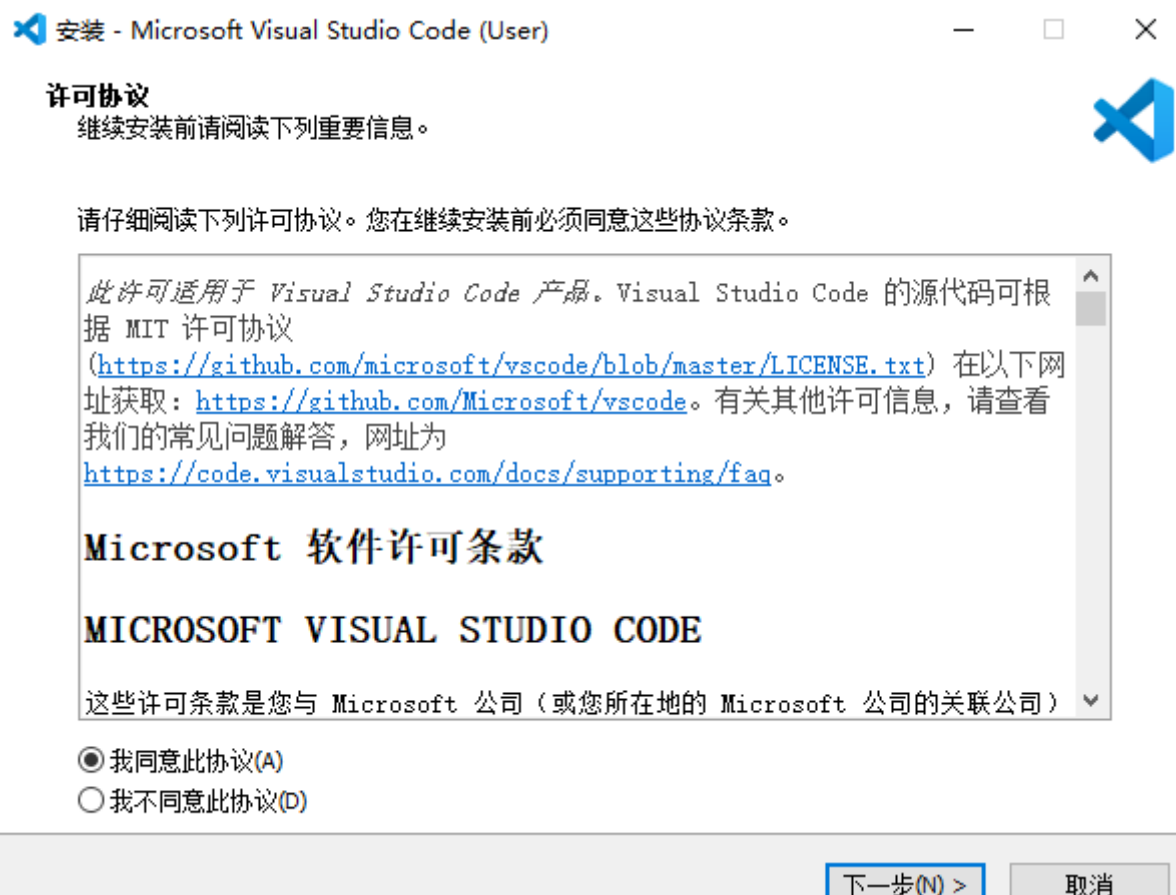 安装 - Microsoft Visual Studio Code (User)
许可协议
继续安装前请阅读下列重要信息。
请仔细阅读下列许可协议。您在继续安装前必须同意这些协议条款。
此许可适用于 Visual Studio Code 产品。Visual Studio Code 的源代码可根
据 MIT 许可协议
(https://github.com/microsoft/vscode/blob/master/LICENSE.txt) 在以下网
址获取：https://github.com/Microsoft/vscode。有关其他许可信息，请查看
我们的常见问题解答，网址为
https://code.visualstudio.com/docs/supporting/faq。
Microsoft 软件许可条款
MICROSOFT VISUAL STUDIO CODE
这些许可条款是您与 Microsoft 公司（或您所在地的 Microsoft 公司的关联公司）
我同意此协议(A)
我不同意此协议(D)
下一步(N) >
取消